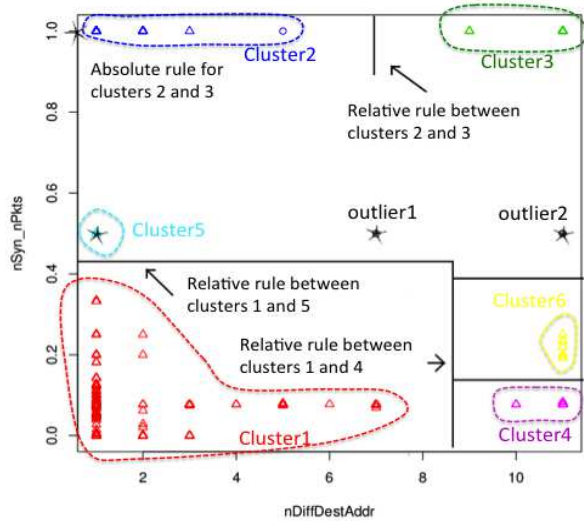 1.0
Cluster2
Cluster3
Absolute rule for
clusters 2 and 3
Relative rule between
clusters 2 and 3
0.8
nSyn_nPkts
0.6
Cluster5
outlier1
outlier2
0.4
Relative rule between
clusters 1 and 5
Cluster6
Relative rule between
clusters 1 and 4
0.2
Cluster1
Cluster4
0.0
2
4
6
8
10
nDiffDestAddr